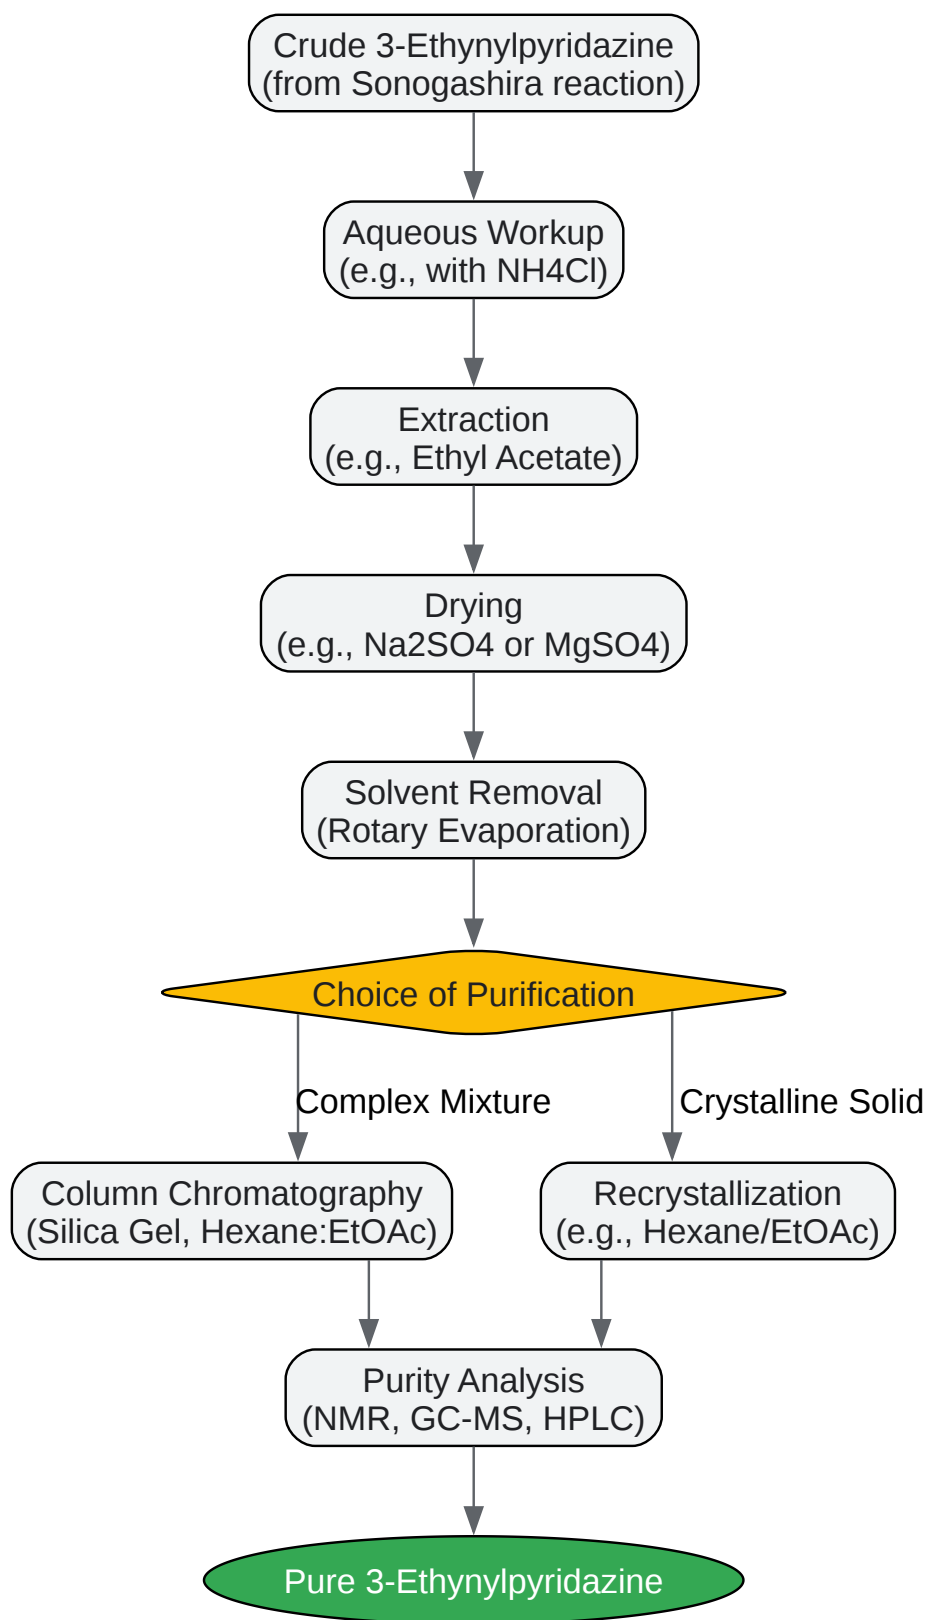 Crude 3-Ethynylpyridazine
(from Sonogashira reaction)
Aqueous Workup
(e.g., with NH4Cl)
Extraction
(e.g., Ethyl Acetate)
Drying
(e.g., Na2SO4 or MgSO4)
Solvent Removal
(Rotary Evaporation)
Choice of Purification
Complex Mixture
Crystalline Solid
Column Chromatography
(Silica Gel, Hexane:EtOAc)
Recrystallization
(e.g., Hexane/EtOAc)
Purity Analysis
(NMR, GC-MS, HPLC)
Pure 3-Ethynylpyridazine